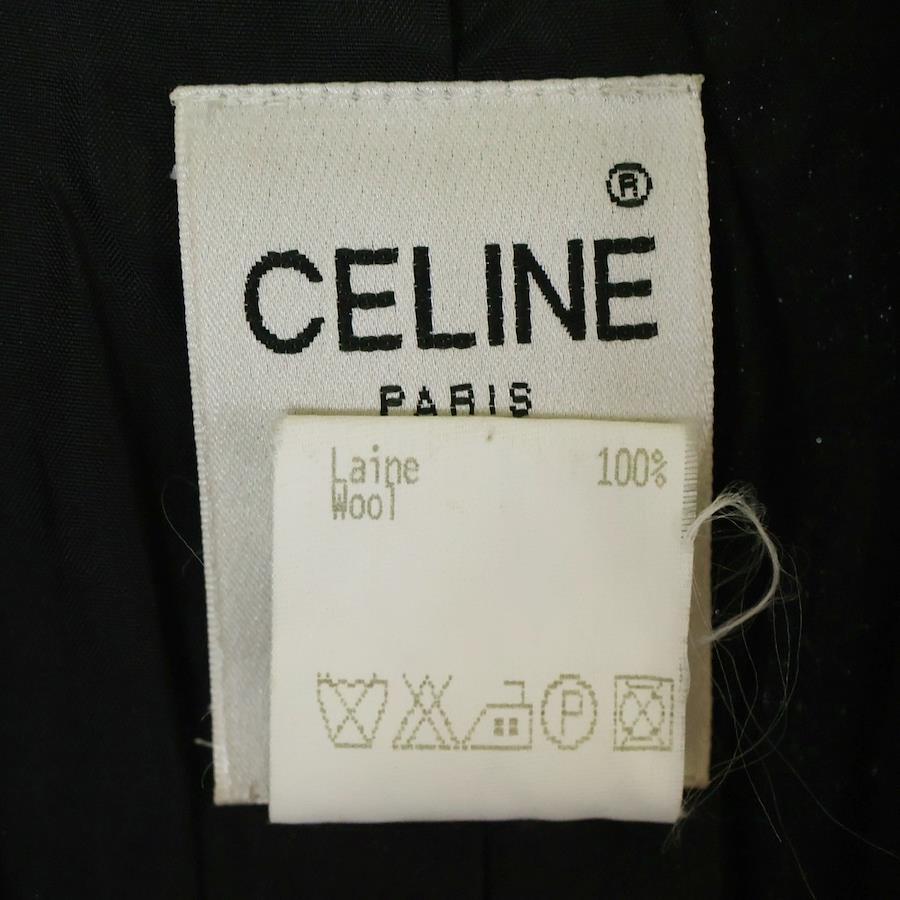 ®
CELINE
PARIS
Laine 100%
Wool
P